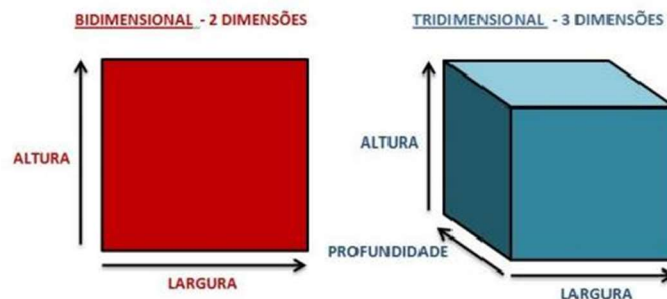 BIDIMENSIONAL - 2 DIMENSÕES
ALTURA
LARGURA
TRIDIMENSIONAL - 3 DIMENSÕES
ALTURA
PROFUNDIDADE
LARGURA